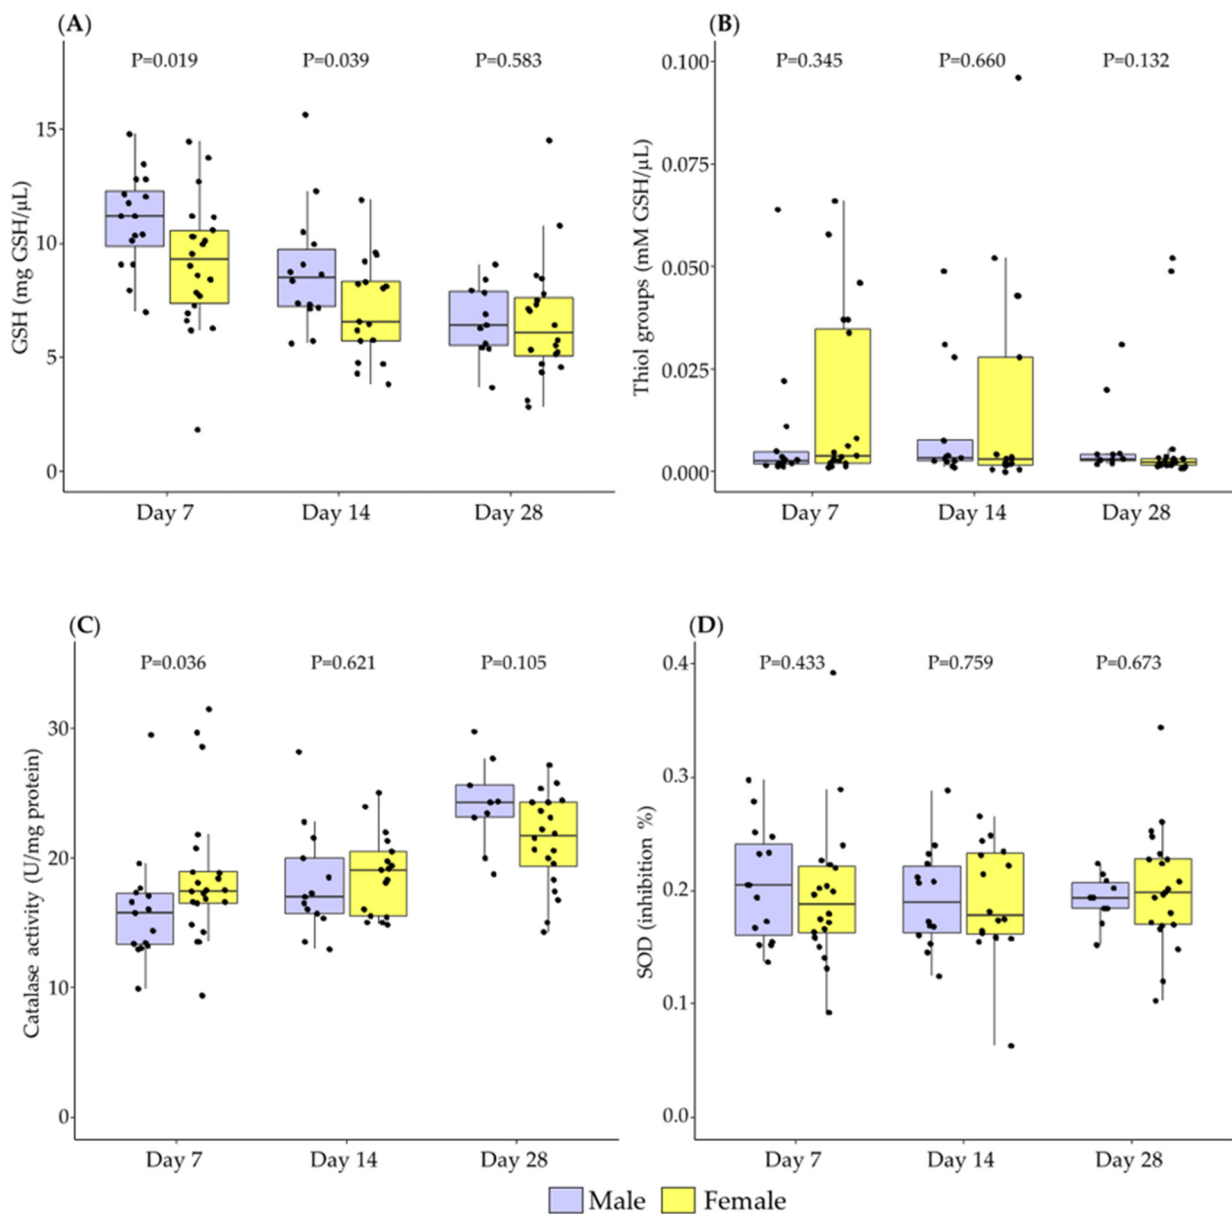 (A)
P=0.019 P=0.039 P=0.583
GSH (mg GSH/µL)
15
10
5
0
Day 7 Day 14 Day 28
(B)
P=0.345 P=0.660 P=0.132
Thiol groups (mM GSH/µL)
0.100
0.075
0.050
0.025
0.000
Day 7 Day 14 Day 28
(C)
P=0.036 P=0.621 P=0.105
Catalase activity (U/mg protein)
30
20
10
0
Day 7 Day 14 Day 28
(D)
P=0.433 P=0.759 P=0.673
SOD (inhibition %)
0.4
0.3
0.2
0.1
0.0
Day 7 Day 14 Day 28
Male Female